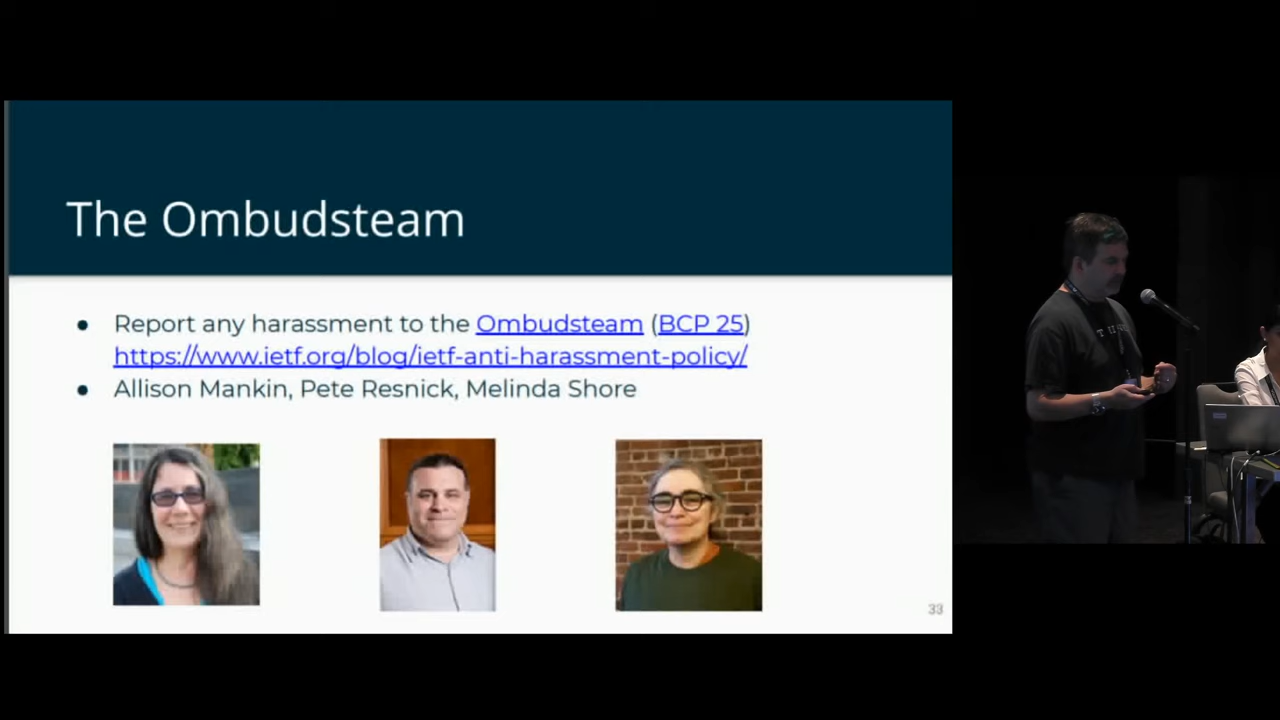 The Ombudsteam
● Report any harassment to the Ombudsteam (BCP 25)
https://www.ietf.org/blog/ietf-anti-harassment-policy/
● Allison Mankin, Pete Resnick, Melinda Shore
33